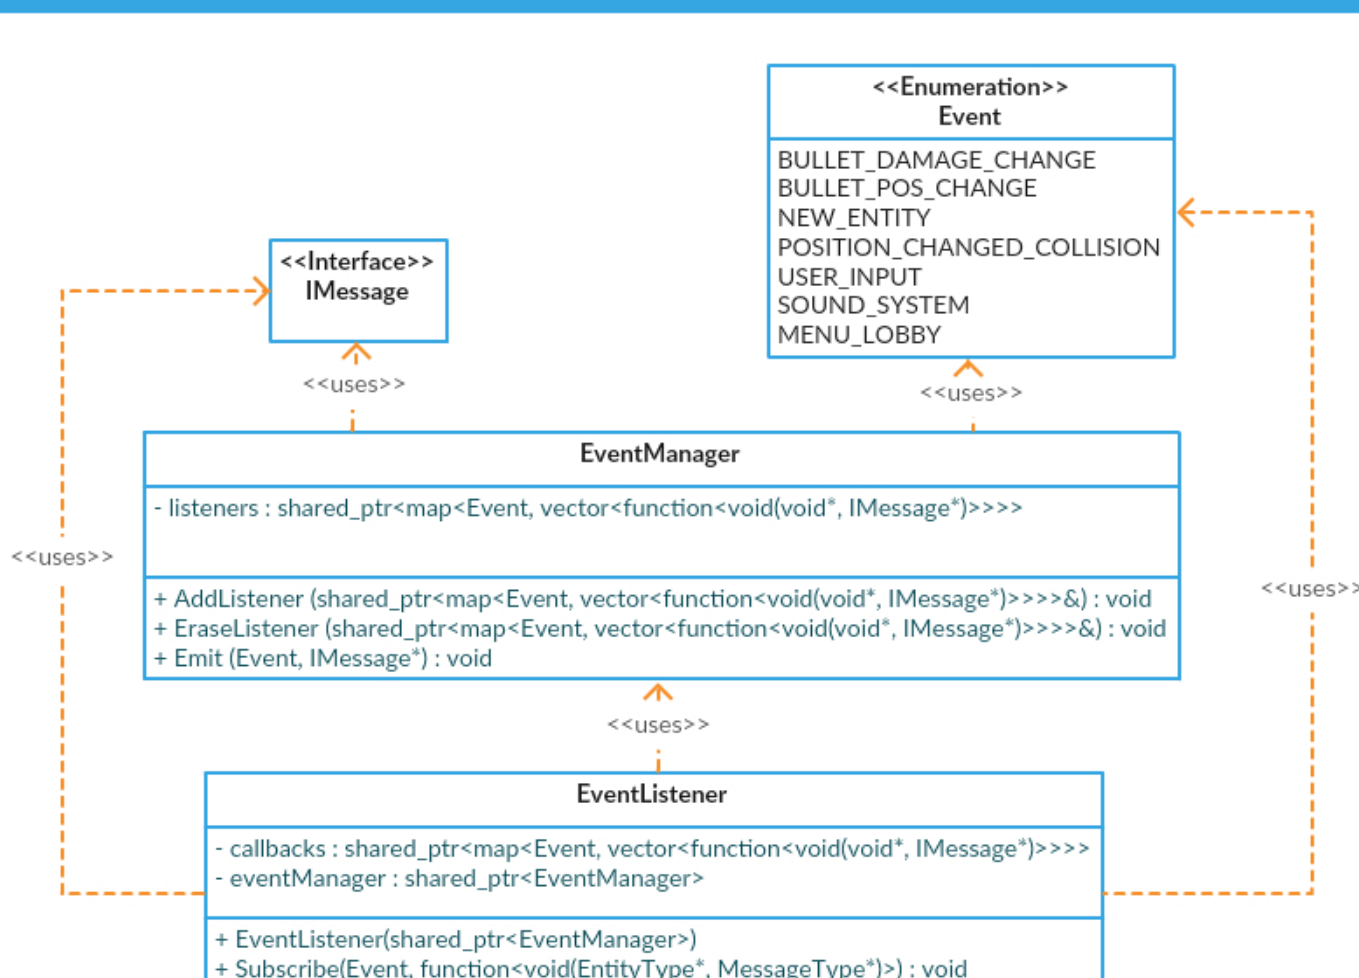 <<Enumeration>>
Event
BULLET_DAMAGE_CHANGE
BULLET_POS_CHANGE
NEW_ENTITY
POSITION_CHANGED_COLLISION
USER_INPUT
SOUND_SYSTEM
MENU_LOBBY
<<Interface>>
IMessage
<<uses>>
<<uses>>
EventManager
- listeners : shared_ptr<map<Event, vector<function<void(void*, IMessage*)>>>>
<<uses>>
<<uses>>
+ AddListener (shared_ptr<map<Event, vector<function<void(void*, IMessage*)>>>>&) : void
+ EraseListener (shared_ptr<map<Event, vector<function<void(void*, IMessage*)>>>>&) : void
+ Emit (Event, IMessage*) : void
<<uses>>
EventListener
- callbacks : shared_ptr<map<Event, vector<function<void(void*, IMessage*)>>>>
- eventManager : shared_ptr<EventManager>
+ EventListener(shared_ptr<EventManager>)
+ Subscribe(Event, function<void(EntityType*, MessageType*)>) : void